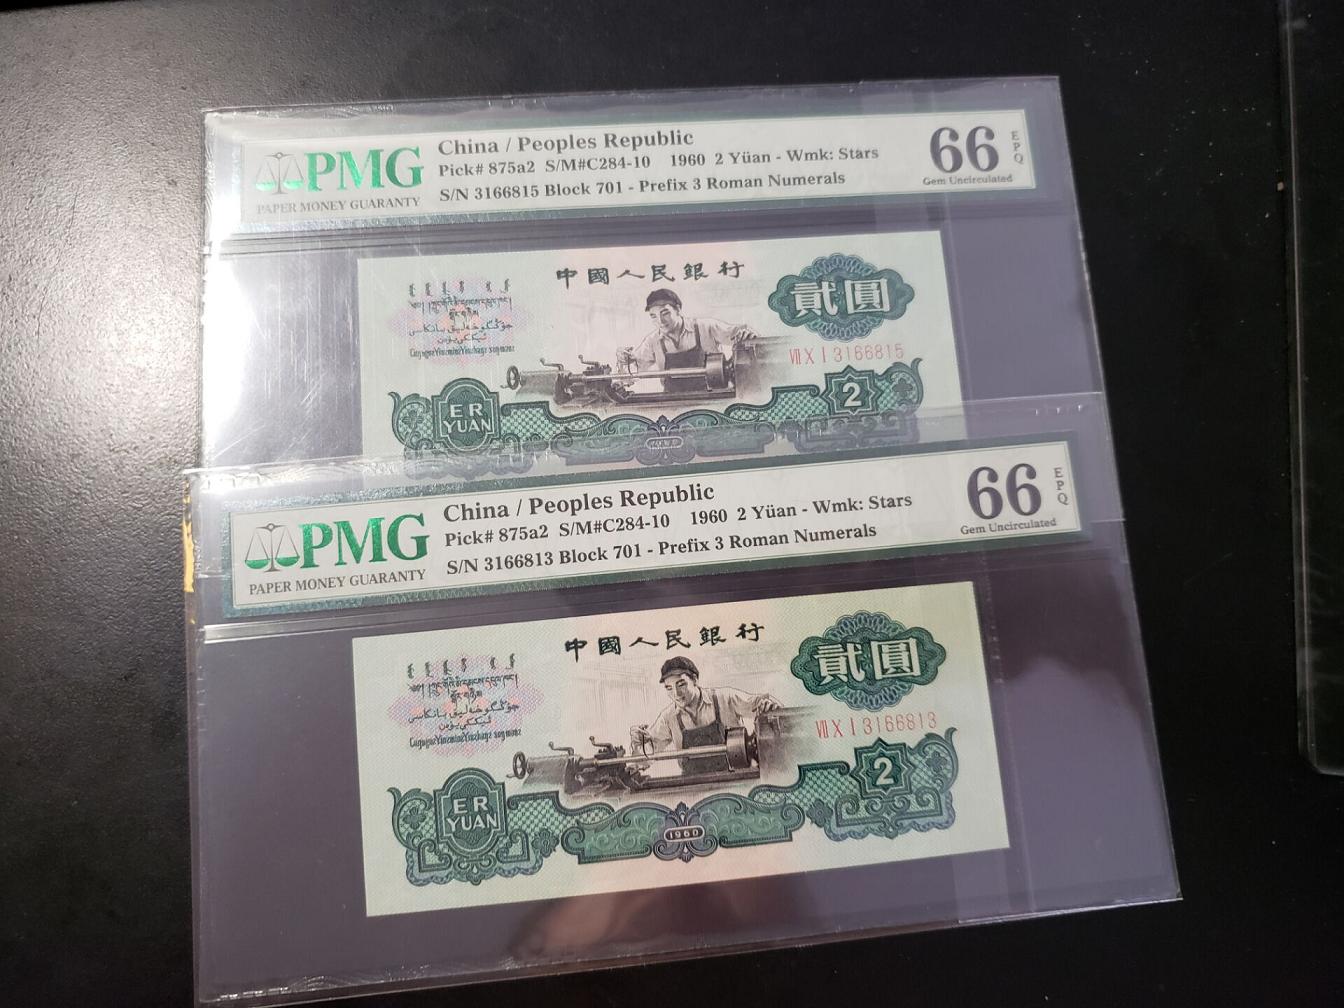 PMG
PAPER MONEY GUARANTY
China / Peoples Republic
Pick# 875a2 S/M#C284-10 1960 2 Yüan - Wmk: Stars
S/N 3166815 Block 701 - Prefix 3 Roman Numerals
66 EPQ
Gem Uncirculated
中國人民銀行
貳圓
VII X I 3166815
ER YUAN
2
PMG
PAPER MONEY GUARANTY
China / Peoples Republic
Pick# 875a2 S/M#C284-10 1960 2 Yüan - Wmk: Stars
S/N 3166813 Block 701 - Prefix 3 Roman Numerals
66 EPQ
Gem Uncirculated
中國人民銀行
貳圓
VII X I 3166813
ER YUAN
2
1960